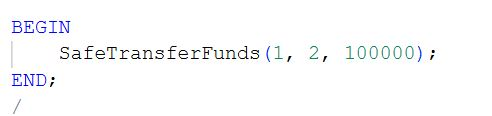 BEGIN
    SafeTransferFunds(1, 2, 100000);
END;
/